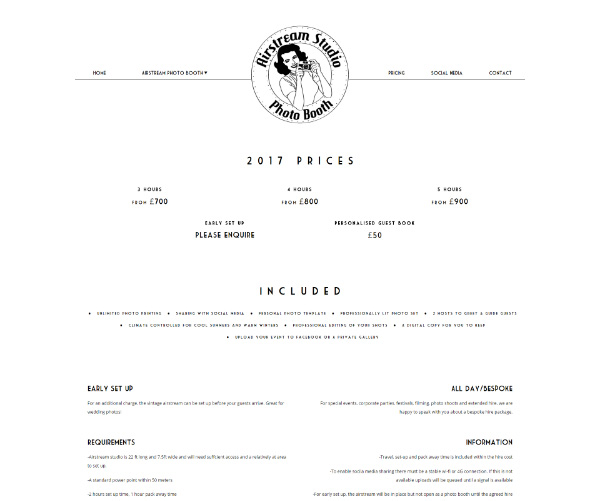 Airstream Studio
Photo Booth
HOME
AIRSTREAM PHOTO BOOTH ▾
PRICING
SOCIAL MEDIA
CONTACT
2017 PRICES
3 HOURS
FROM £700
4 HOURS
FROM £800
5 HOURS
FROM £900
EARLY SET UP
PLEASE ENQUIRE
PERSONALISED GUEST BOOK
£50
INCLUDED
• UNLIMITED PHOTO PRINTING • SHARING WITH SOCIAL MEDIA • PERSONAL PHOTO TEMPLATE • PROFESSIONALLY LIT PHOTO SET • 2 HOSTS TO GREET & GUIDE GUESTS
• CLIMATE CONTROLLED FOR COOL SUMMERS AND WARM WINTERS • PROFESSIONAL EDITING OF YOUR SHOTS • A DIGITAL COPY FOR YOU TO KEEP
• UPLOAD YOUR EVENT TO FACEBOOK OR A PRIVATE GALLERY
EARLY SET UP
For an additional charge, the vintage airstream can be set up before your guests arrive. Great for
wedding photos!
ALL DAY/BESPOKE
For special events, corporate parties, festivals, filming, photo shoots and extended hire, we are
happy to speak with you about a bespoke hire package.
REQUIREMENTS
-Airstream studio is 22 ft long and 7.5ft wide and will need sufficient access and a relatively at area
to set up
-A standard power point within 50 meters
-2 hours set up time, 1 hour pack away time
INFORMATION
-Travel, set up and pack away time is included within the hire cost
-To enable social media sharing there must be a stable wi-fi or 4G connection. If this is not
available uploads will be queued until a signal is available
-For early set up, the airstream will be in place but not open as a photo booth until the agreed hire